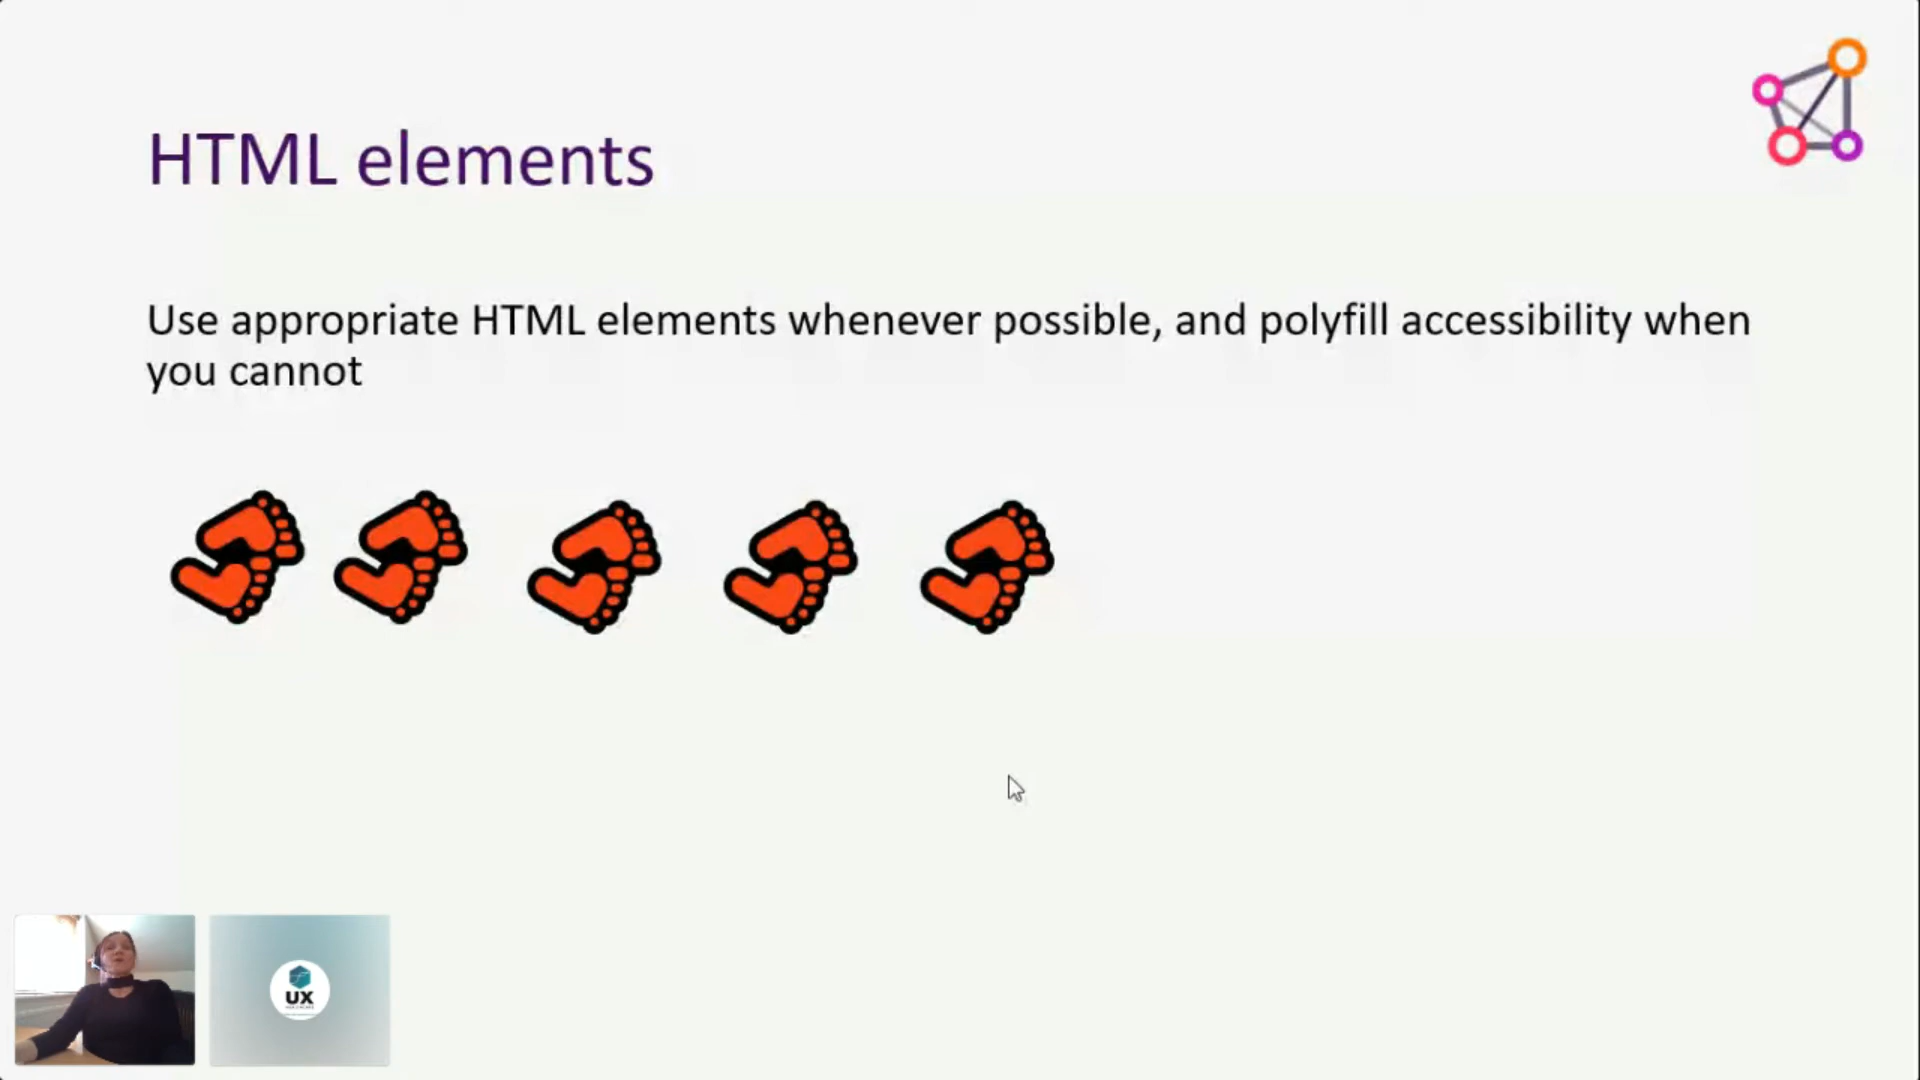 HTML elements
Use appropriate HTML elements whenever possible, and polyfill accessibility when
you cannot
UX